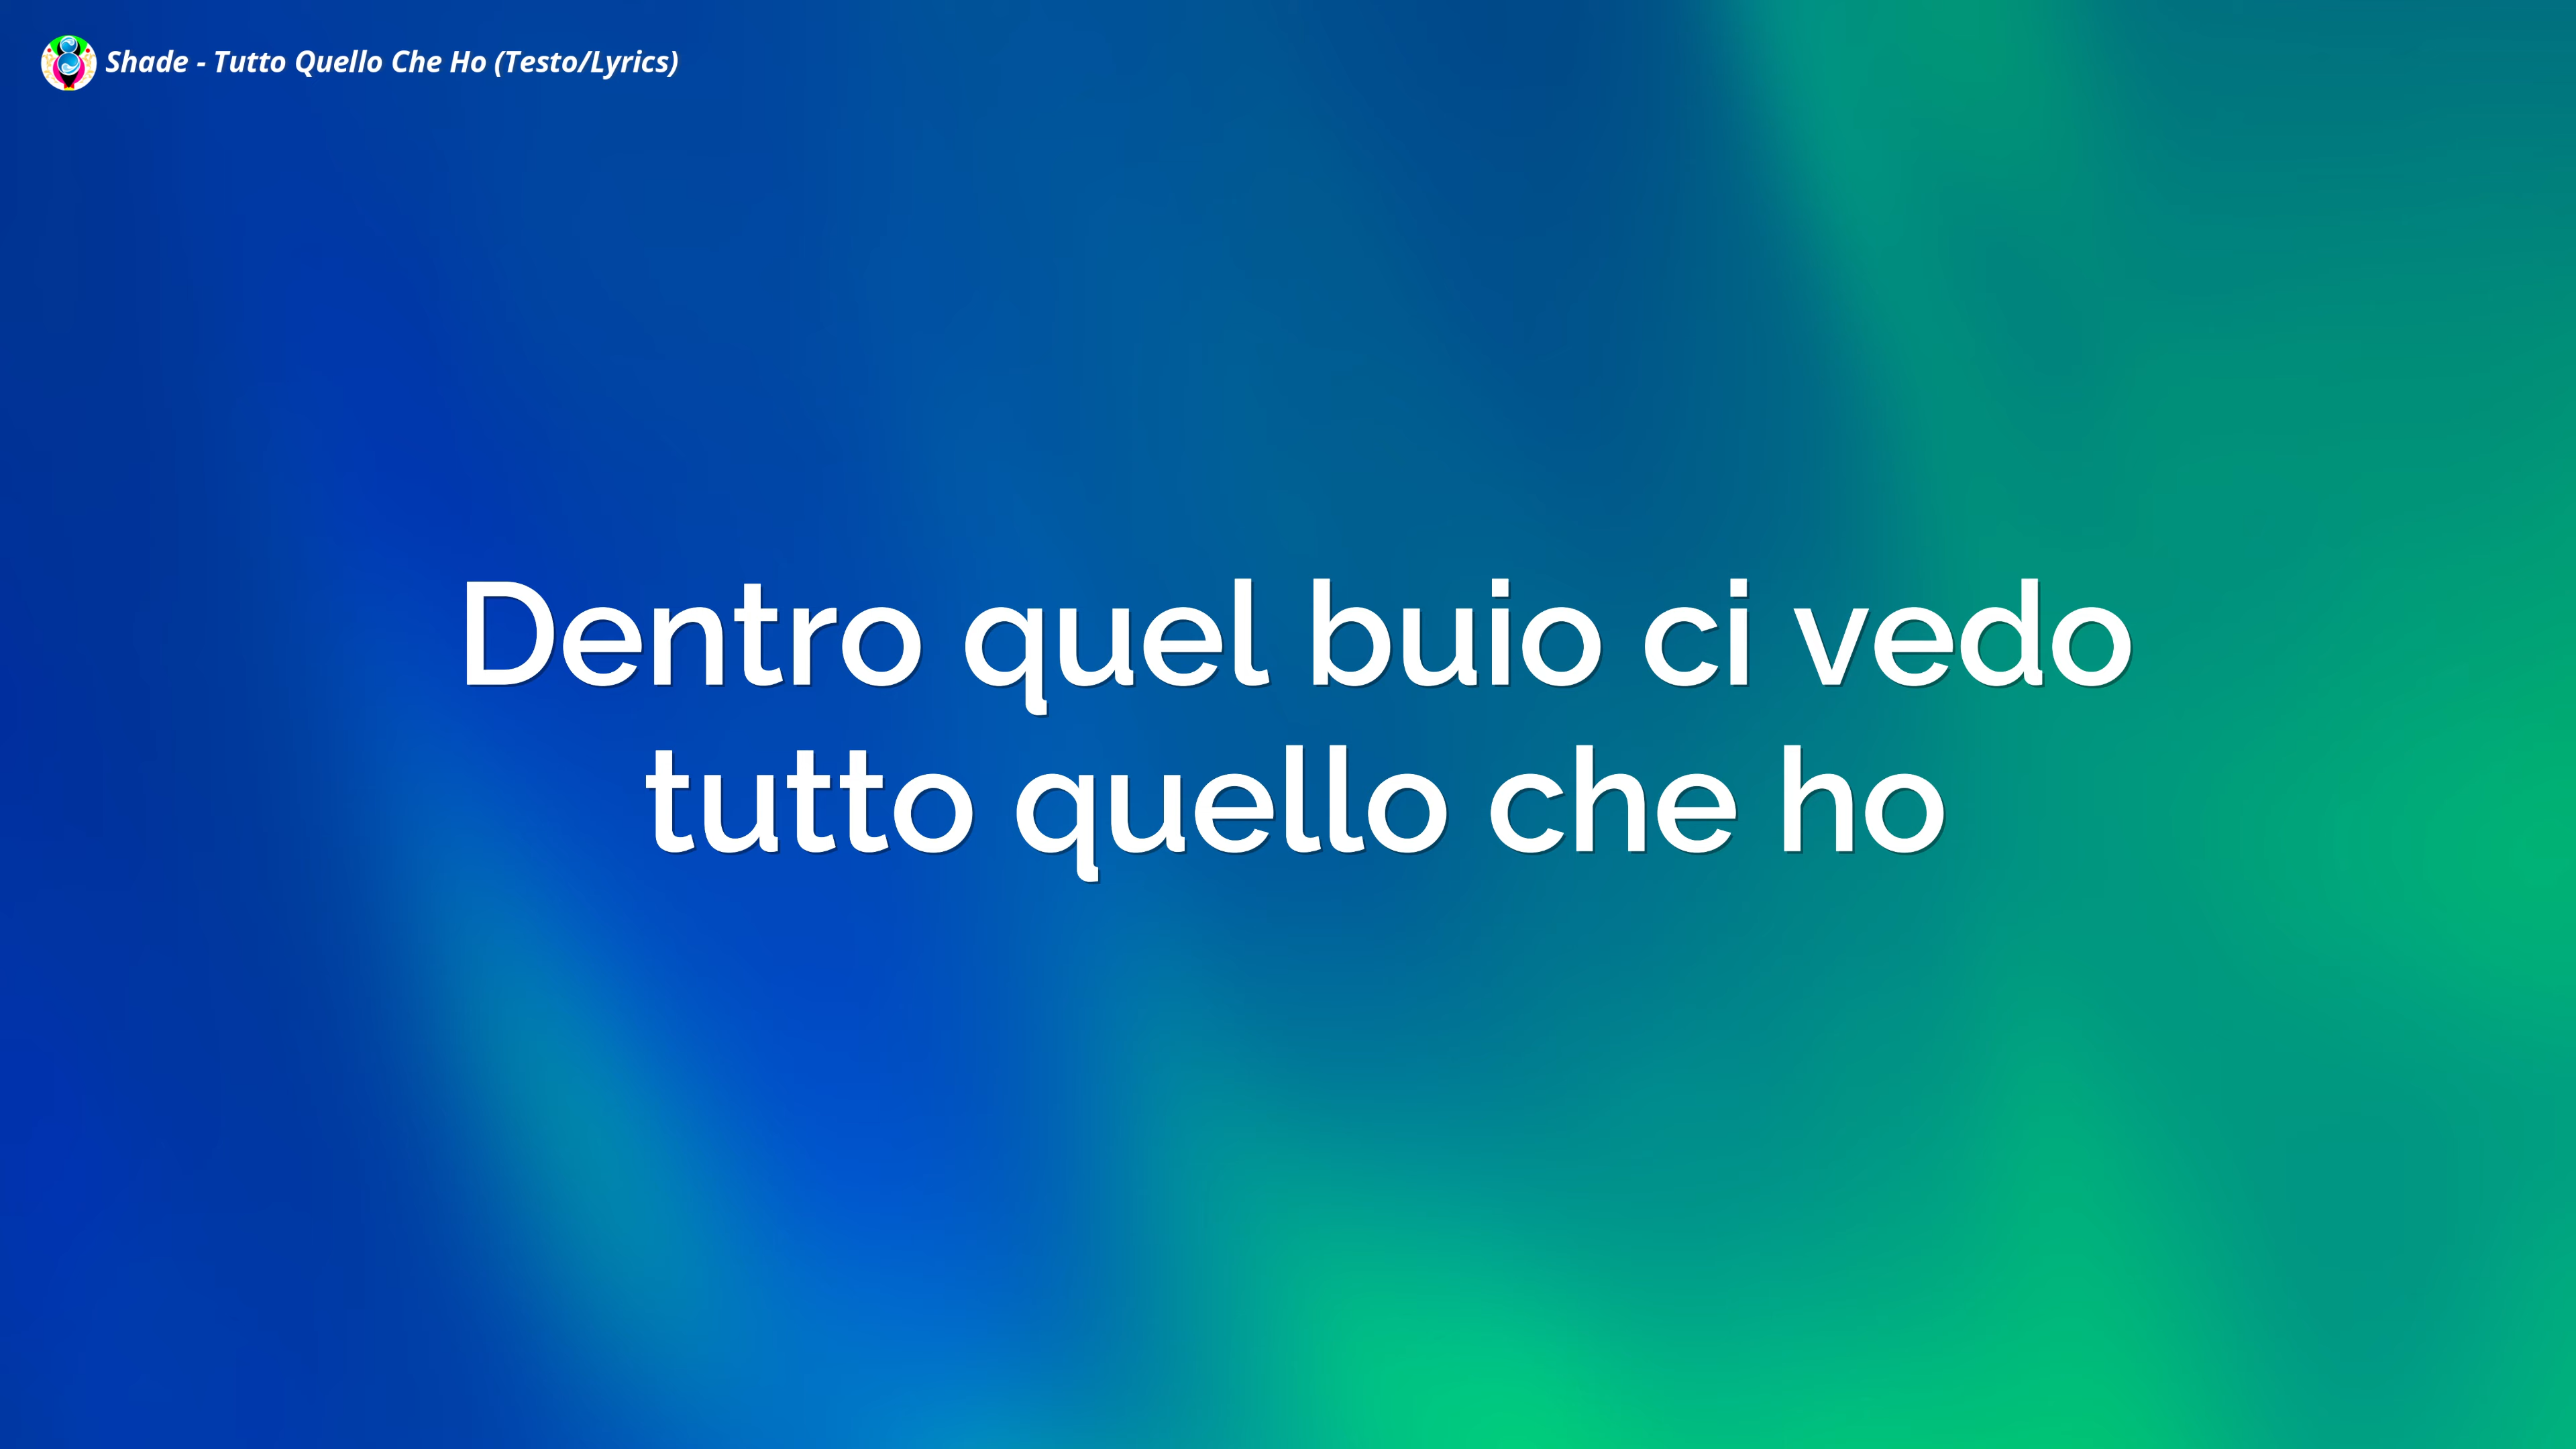 Shade - Tutto Quello Che Ho (Testo/Lyrics)
Dentro quel buio ci vedo
tutto quello che ho